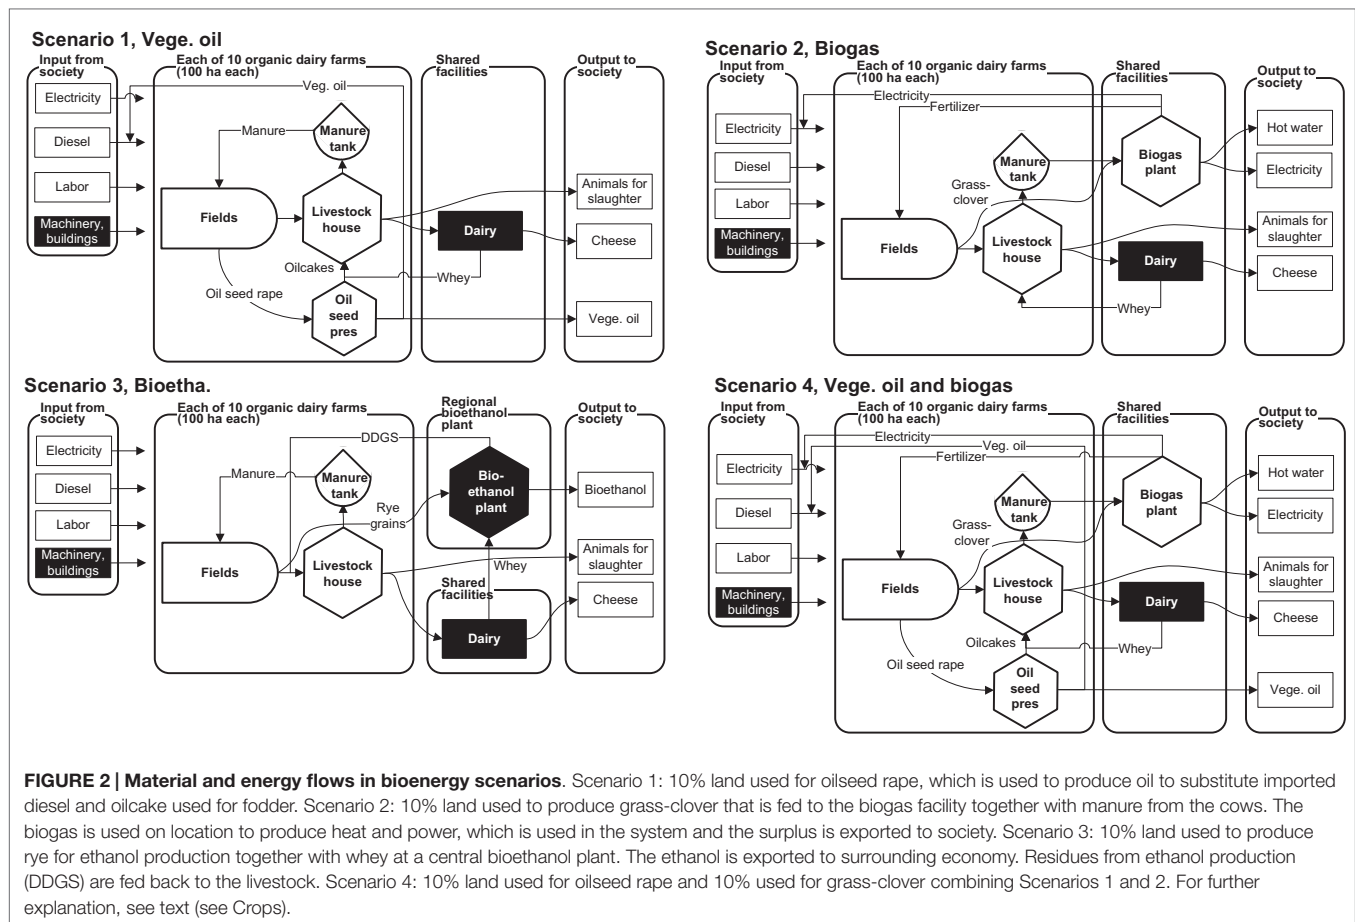 Scenario 1, Vege. oil
Input from
society
Each of 10 organic dairy farms
(100 ha each)
Shared
facilities
Output to
society
Veg. oil
Electricity
Diesel
Labor
Machinery,
buildings
Manure
Manure
tank
Fields
Livestock
house
Dairy
Animals for
slaughter
Cheese
Oilcakes
Whey
Oil seed rape
Oil
seed
pres
Vege. oil
Scenario 2, Biogas
Input from
society
Each of 10 organic dairy farms
(100 ha each)
Shared
facilities
Output to
society
Electricity
Fertilizer
Electricity
Diesel
Labor
Machinery,
buildings
Manure
tank
Grass-
clover
Biogas
plant
Hot water
Electricity
Fields
Livestock
house
Dairy
Animals for
slaughter
Cheese
Whey
Scenario 3, Bioetha.
Input from
society
Each of 10 organic dairy farms
(100 ha each)
Regional
bioethanol
plant
Output to
society
DDGS
Electricity
Diesel
Labor
Machinery,
buildings
Manure
Manure
tank
Rye
grains
Bio-
ethanol
plant
Bioethanol
Fields
Livestock
house
Whey
Shared
facilities
Dairy
Animals for
slaughter
Cheese
Scenario 4, Vege. oil and biogas
Input from
society
Each of 10 organic dairy farms
(100 ha each)
Shared
facilities
Output to
society
Electricity
Veg. oil
Fertilizer
Electricity
Diesel
Labor
Machinery,
buildings
Manure
tank
Grass-
clover
Biogas
plant
Hot water
Electricity
Fields
Livestock
house
Dairy
Animals for
slaughter
Cheese
Oilcakes
Whey
Oil seed rape
Oil
seed
pres
Vege. oil
FIGURE 2 | Material and energy flows in bioenergy scenarios. Scenario 1: 10% land used for oilseed rape, which is used to produce oil to substitute imported
diesel and oilcake used for fodder. Scenario 2: 10% land used to produce grass-clover that is fed to the biogas facility together with manure from the cows. The
biogas is used on location to produce heat and power, which is used in the system and the surplus is exported to society. Scenario 3: 10% land used to produce
rye for ethanol production together with whey at a central bioethanol plant. The ethanol is exported to surrounding economy. Residues from ethanol production
(DDGS) are fed back to the livestock. Scenario 4: 10% land used for oilseed rape and 10% used for grass-clover combining Scenarios 1 and 2. For further
explanation, see text (see Crops).